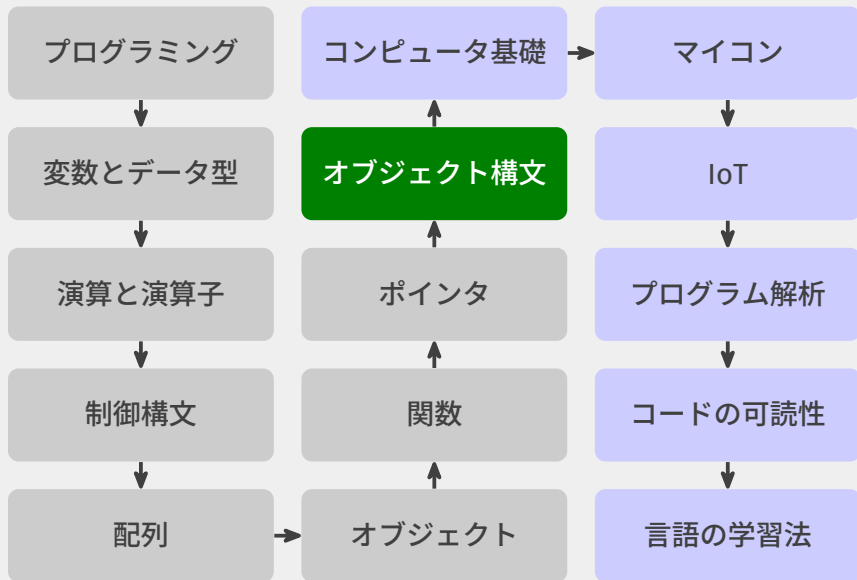 プログラミング
変数とデータ型
演算と演算子
制御構文
配列
オブジェクト
関数
ポインタ
オブジェクト構文
コンピュータ基礎
マイコン
IoT
プログラム解析
コードの可読性
言語の学習法